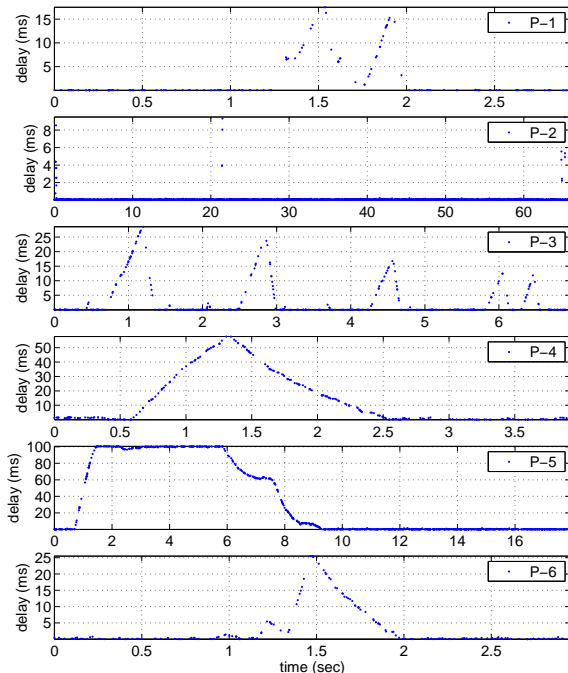 15
10
5
delay (ms)
P-1
0 0.5 1 1.5 2 2.5
8
6
4
2
delay (ms)
P-2
0 10 20 30 40 50 60
25
20
15
10
5
delay (ms)
P-3
0 1 2 3 4 5 6
50
40
30
20
10
delay (ms)
P-4
0 0.5 1 1.5 2 2.5 3 3.5
100
80
60
40
20
delay (ms)
P-5
0 2 4 6 8 10 12 14 16
25
20
15
10
5
delay (ms)
P-6
0 0.5 1 1.5 2 2.5
time (sec)